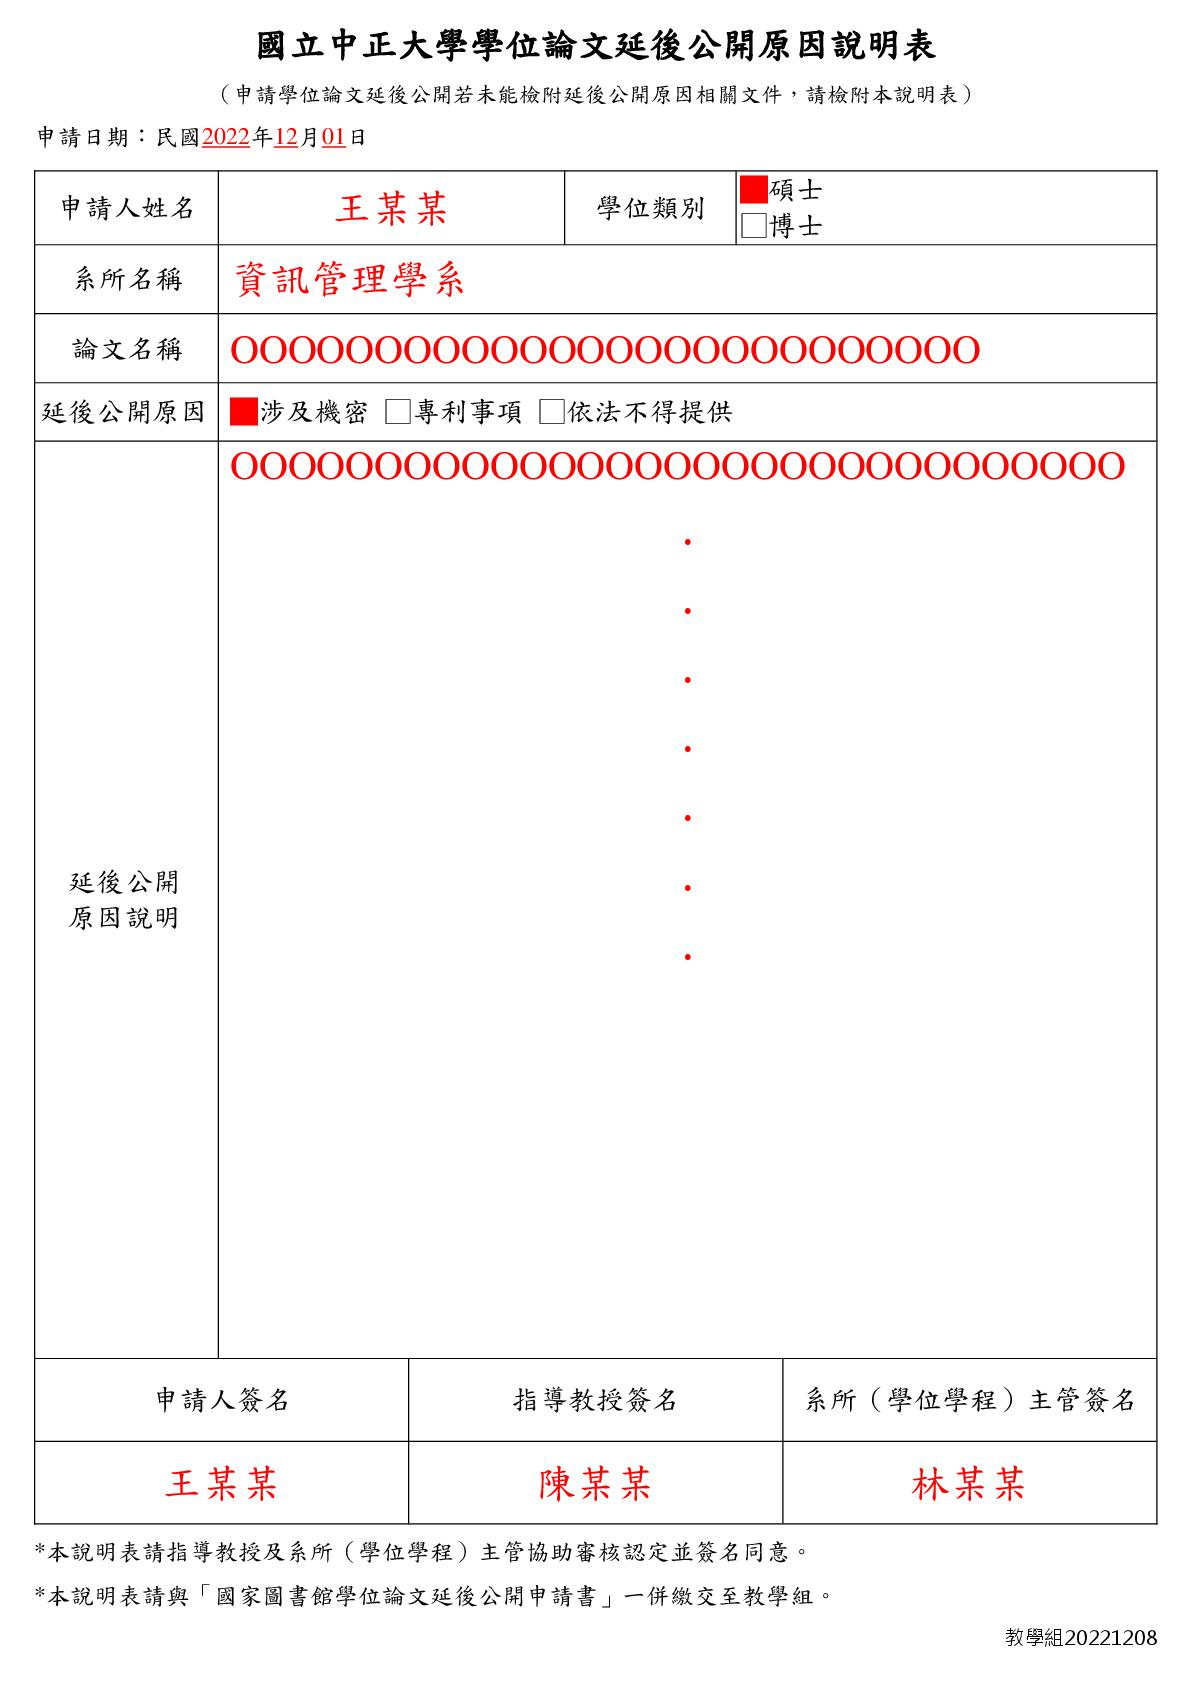 國立中正大學學位論文延後公開原因說明表
（申請學位論文延後公開若未能檢附延後公開原因相關文件，請檢附本說明表）
申請日期：民國2022年12月01日
申請人姓名 王某某 學位類別 ■碩士
□博士
系所名稱 資訊管理學系
論文名稱 OOOOOOOOOOOOOOOOOOOOOOOOOO
延後公開原因 ■涉及機密 □專利事項 □依法不得提供
OOOOOOOOOOOOOOOOOOOOOOOOOOOOOOO
．
．
．
．
．
．
．
延後公開
原因說明
申請人簽名 指導教授簽名 系所（學位學程）主管簽名
王某某 陳某某 林某某
*本說明表請指導教授及系所（學位學程）主管協助審核認定並簽名同意。
*本說明表請與「國家圖書館學位論文延後公開申請書」一併繳交至教學組。
教學組20221208